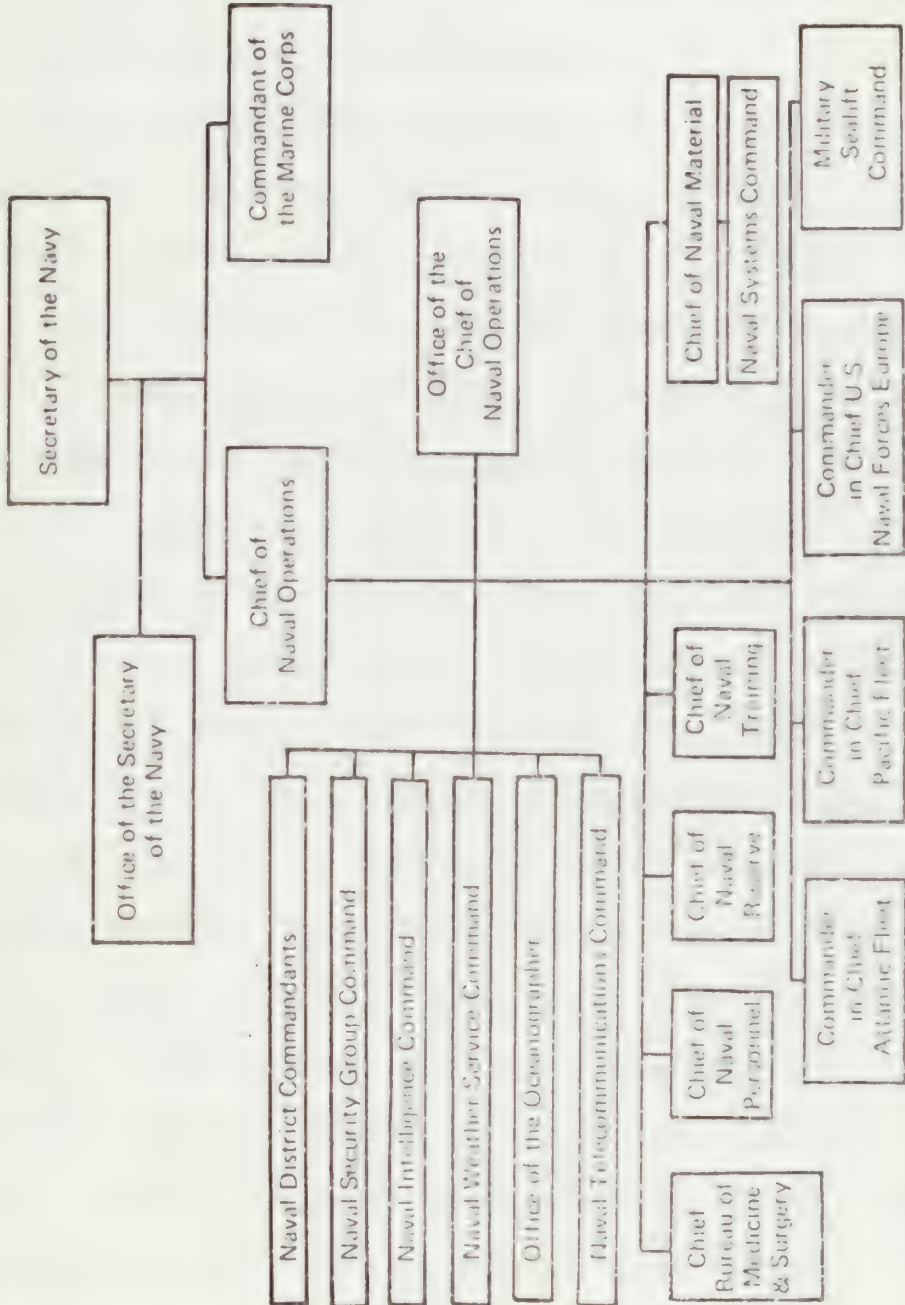 Secretary of the Navy
Office of the Secretary
of the Navy
Chief of
Naval Operations
Commandant of
the Marine Corps
Office of the
Chief of
Naval Operations
Naval District Commandants
Naval Security Group Command
Naval Intelligence Command
Naval Weather Service Command
Office of the Oceanographer
Naval Telecommunications Command
Chief
Bureau of
Medicine
& Surgery
Chief of
Naval
Personnel
Chief of
Naval
Reserve
Chief of
Naval
Training
Chief of Naval Material
Naval Systems Command
Commander
in Chief
Atlantic Fleet
Commander
in Chief
Pacific Fleet
Commander
in Chief U.S.
Naval Forces Europe
Military
Sealift
Command